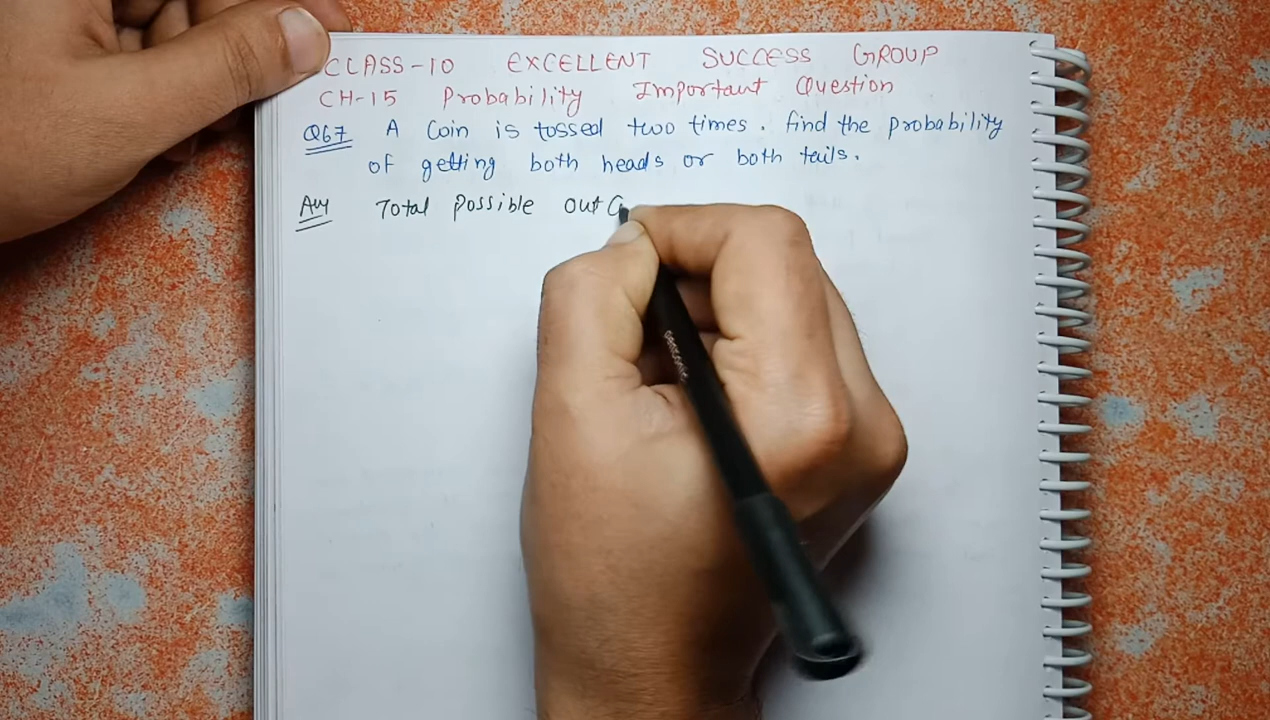 CLASS-10 EXCELLENT SUCCESS GROUP
CH-15 Probability Important Question
Q67 A Coin is tossed two times. find the probability
of getting both heads or both tails.
Total Possible out